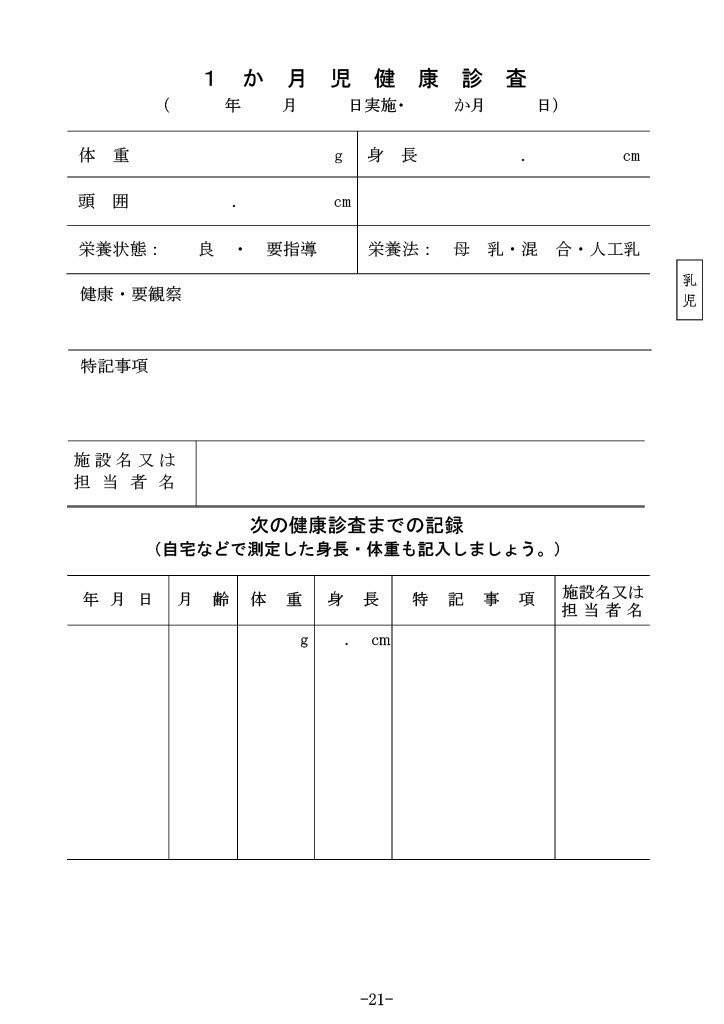 １か月児健康診査
（　　　年　　月　　　日実施・　　　か月　　　日）
体　重　　　　　　　　　　　　ｇ　身　長　　　　　　．　　　　　cm
頭　囲　　　　　　．　　　　　cm
栄養状態：　　良　・　要指導　　栄養法：　母　乳・混　合・人工乳
健康・要観察
特記事項
施設名又は
担当者名
乳
児
次の健康診査までの記録
（自宅などで測定した身長・体重も記入しましょう。）
年月日　月　齢　体　重　身　長　特　記　事　項　施設名又は
担当者名
ｇ　　．　cm
-21-